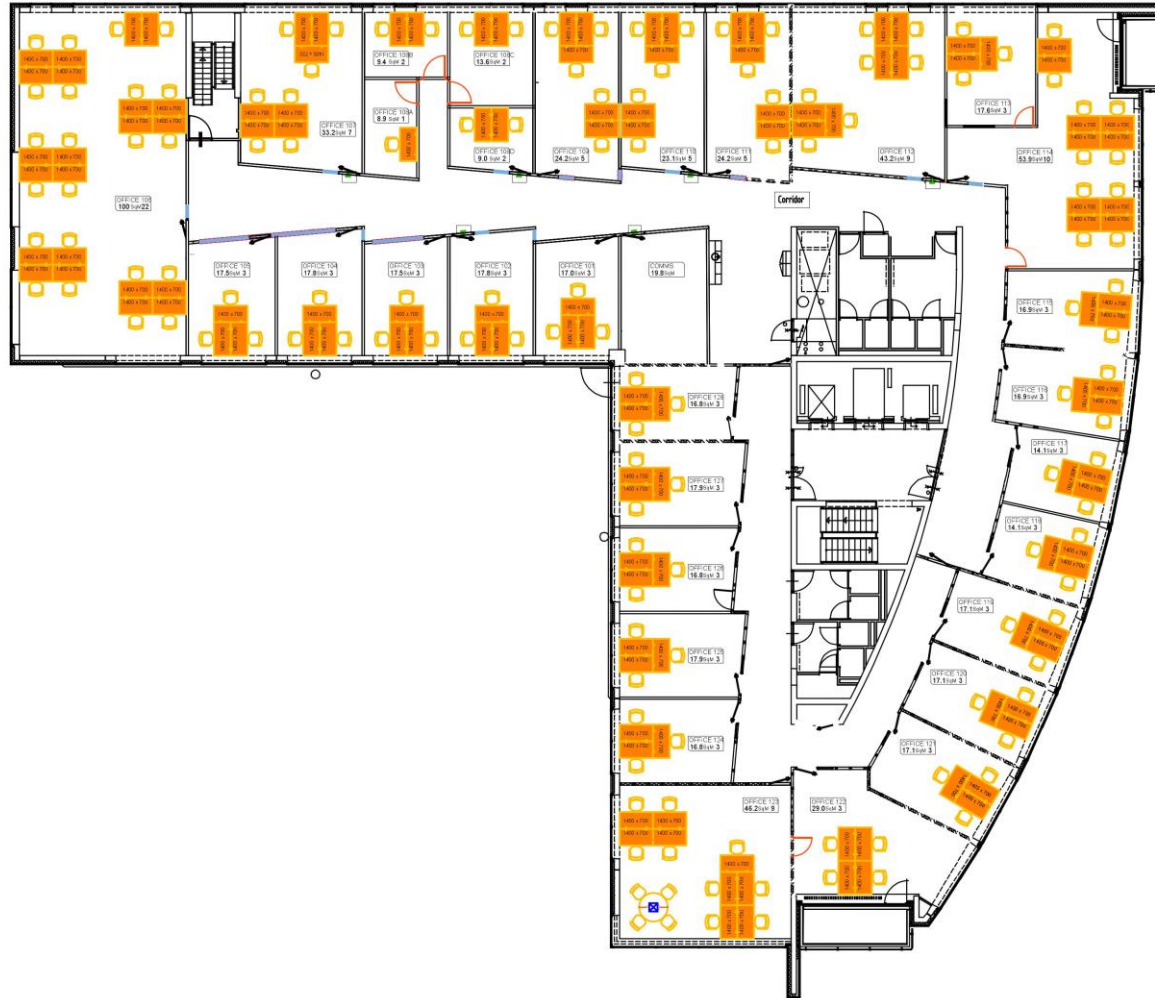 OFFICE 106
100 SqM 22
OFFICE 107
33.2 SqM 7
OFFICE 108B
9.4 SqM 2
OFFICE 108A
8.9 SqM 1
OFFICE 108C
13.6 SqM 2
OFFICE 108D
9.0 SqM 2
OFFICE 109
24.2 SqM 5
OFFICE 110
23.1 SqM 5
OFFICE 111
24.2 SqM 5
OFFICE 112
43.2 SqM 9
OFFICE 113
17.6 SqM 3
OFFICE 114
53.9 SqM 10
Corridor
OFFICE 105
17.5 SqM 3
OFFICE 104
17.8 SqM 3
OFFICE 103
17.5 SqM 3
OFFICE 102
17.8 SqM 3
OFFICE 101
17.0 SqM 3
COMMS
19.8 SqM
OFFICE 115
16.9 SqM 3
OFFICE 116
16.9 SqM 3
OFFICE 117
14.1 SqM 3
OFFICE 118
14.1 SqM 3
OFFICE 119
17.1 SqM 3
OFFICE 120
17.1 SqM 3
OFFICE 121
17.1 SqM 3
OFFICE 128
16.8 SqM 3
OFFICE 127
17.9 SqM 3
OFFICE 126
16.8 SqM 3
OFFICE 125
17.9 SqM 3
OFFICE 124
16.8 SqM 3
OFFICE 123
46.2 SqM 9
OFFICE 122
29.0 SqM 3
1400 x 700